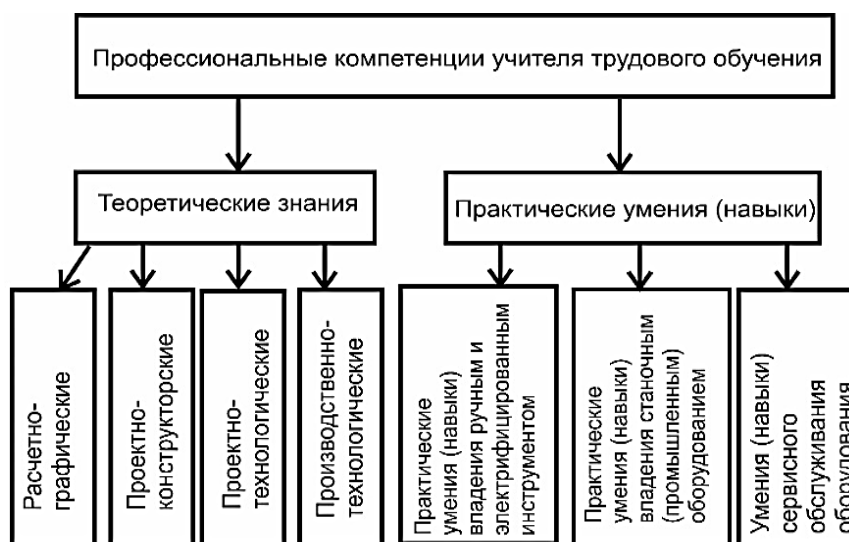 Профессиональные компетенции учителя трудового обучения
Теоретические знания
Практические умения (навыки)
Расчетно-
графические
Проектно-
конструкторские
Проектно-
технологические
Производственно-
технологические
Практические
умения (навыки)
владения ручным и
электрифицированным
инструментом
Практические
умения (навыки)
владения станочным
(промышленным)
оборудованием
Умения (навыки)
сервисного
обслуживания
оборудования